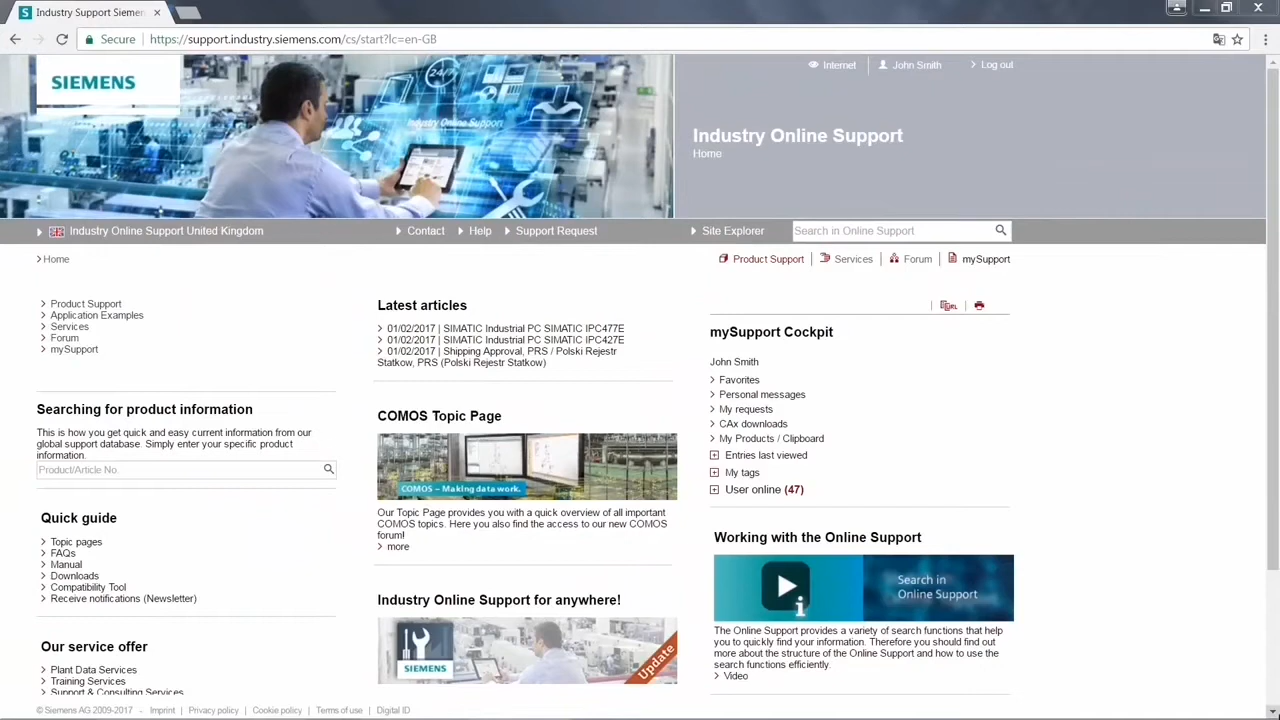 Industry Support Siemen
Secure
https://support.industry.siemens.com/cs/start?lc=en-GB
SIEMENS
24/7
Industry Online Support
Internet
John Smith
Log out
Industry Online Support
Home
Industry Online Support United Kingdom
Contact
Help
Support Request
Site Explorer
Search in Online Support
Home
Product Support
Services
Forum
mySupport
Product Support
Application Examples
Services
Forum
mySupport
Searching for product information
This is how you get quick and easy current information from our
global support database. Simply enter your specific product
information.
Product/Article No.
Quick guide
Topic pages
FAQs
Manual
Downloads
Compatibility Tool
Receive notifications (Newsletter)
Our service offer
Plant Data Services
Training Services
Support & Consulting Services
Latest articles
01/02/2017 | SIMATIC Industrial PC SIMATIC IPC477E
01/02/2017 | SIMATIC Industrial PC SIMATIC IPC427E
01/02/2017 | Shipping Approval, PRS / Polski Rejestr
Statkow, PRS (Polski Rejestr Statkow)
COMOS Topic Page
COMOS – Making data work.
Our Topic Page provides you with a quick overview of all important
COMOS topics. Here you also find the access to our new COMOS
forum!
more
Industry Online Support for anywhere!
SIEMENS
Update
URL
mySupport Cockpit
John Smith
Favorites
Personal messages
My requests
CAx downloads
My Products / Clipboard
Entries last viewed
My tags
User online (47)
Working with the Online Support
Search in
Online Support
The Online Support provides a variety of search functions that help
you to quickly find your information. Therefore you should find out
more about the structure of the Online Support and how to use the
search functions efficiently.
Video
© Siemens AG 2009-2017 - Imprint | Privacy policy | Cookie policy | Terms of use | Digital ID